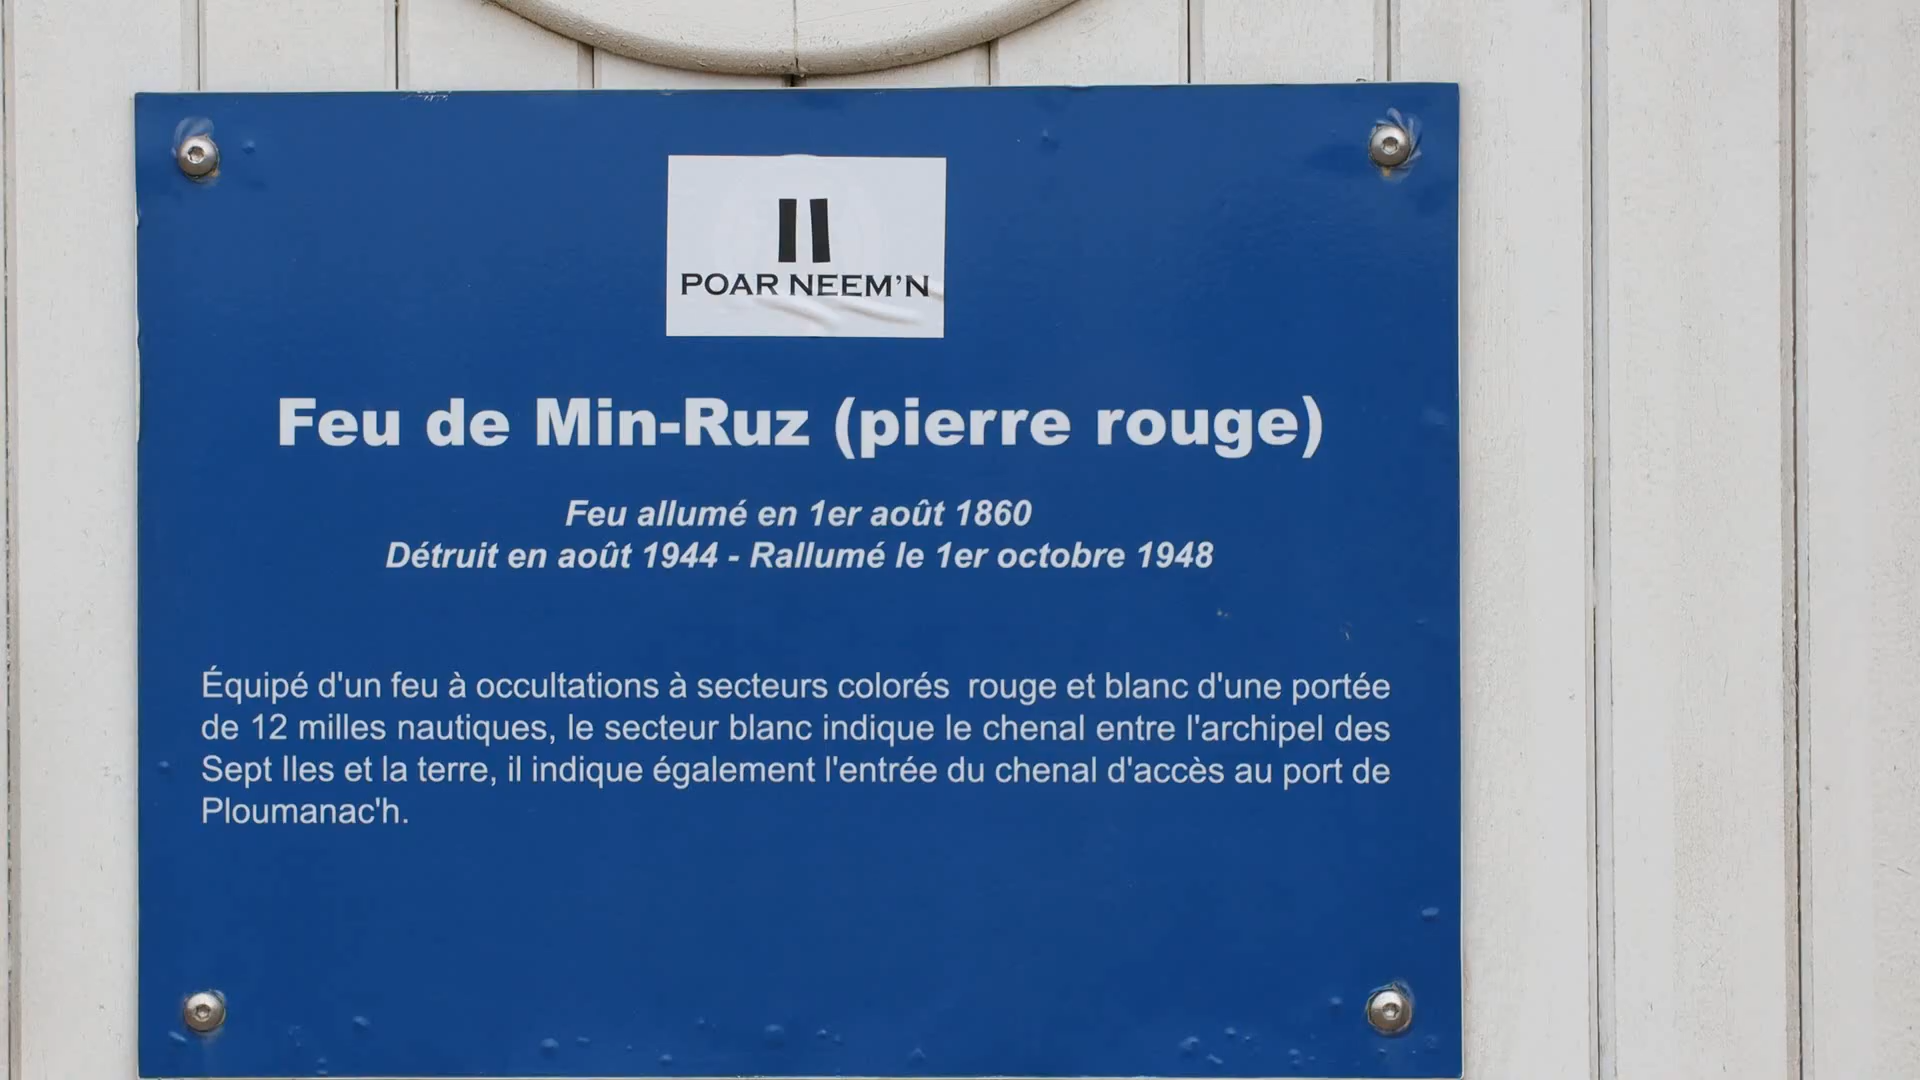 POAR NEEM'N
Feu de Min-Ruz (pierre rouge)
Feu allumé en 1er août 1860
Détruit en août 1944 - Rallumé le 1er octobre 1948
Équipé d'un feu à occultations à secteurs colorés  rouge et blanc d'une portée
de 12 milles nautiques, le secteur blanc indique le chenal entre l'archipel des
Sept Iles et la terre, il indique également l'entrée du chenal d'accès au port de
Ploumanac'h.